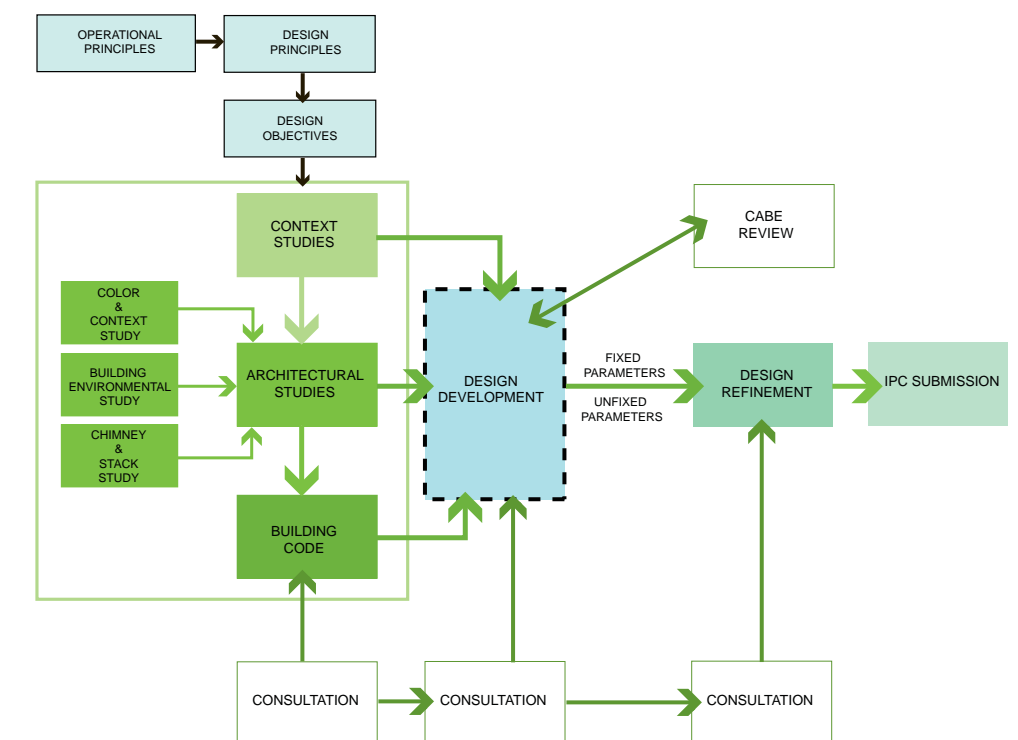 OPERATIONAL
PRINCIPLES
DESIGN
PRINCIPLES
DESIGN
OBJECTIVES
CONTEXT
STUDIES
CABE
REVIEW
COLOR
&
CONTEXT
STUDY
BUILDING
ENVIRONMENTAL
STUDY
CHIMNEY
&
STACK
STUDY
ARCHITECTURAL
STUDIES
BUILDING
CODE
DESIGN
DEVELOPMENT
FIXED
PARAMETERS
UNFIXED
PARAMETERS
DESIGN
REFINEMENT
IPC SUBMISSION
CONSULTATION
CONSULTATION
CONSULTATION